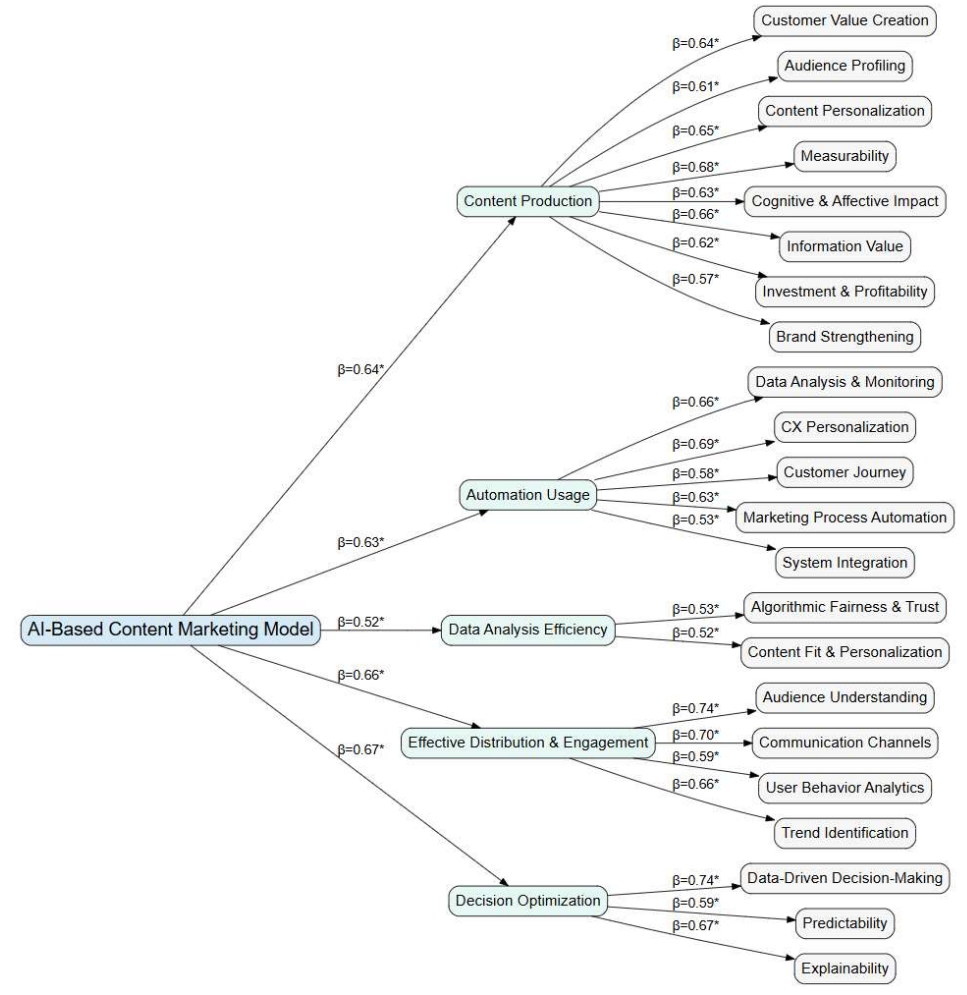 Customer Value Creation
β=0.64*
Audience Profiling
β=0.61*
Content Personalization
β=0.65*
Measurability
β=0.68*
Content Production
β=0.63*
Cognitive & Affective Impact
β=0.66*
Information Value
β=0.62*
Investment & Profitability
β=0.57*
Brand Strengthening
β=0.64*
Data Analysis & Monitoring
β=0.66*
CX Personalization
β=0.69*
Customer Journey
β=0.58*
Automation Usage
β=0.63*
Marketing Process Automation
β=0.53*
System Integration
β=0.63*
Algorithmic Fairness & Trust
β=0.53*
AI-Based Content Marketing Model
β=0.52*
Data Analysis Efficiency
β=0.52*
Content Fit & Personalization
β=0.66*
Audience Understanding
β=0.74*
Effective Distribution & Engagement
β=0.70*
Communication Channels
β=0.59*
User Behavior Analytics
β=0.66*
Trend Identification
β=0.67*
Data-Driven Decision-Making
β=0.74*
Decision Optimization
β=0.59*
Predictability
β=0.67*
Explainability